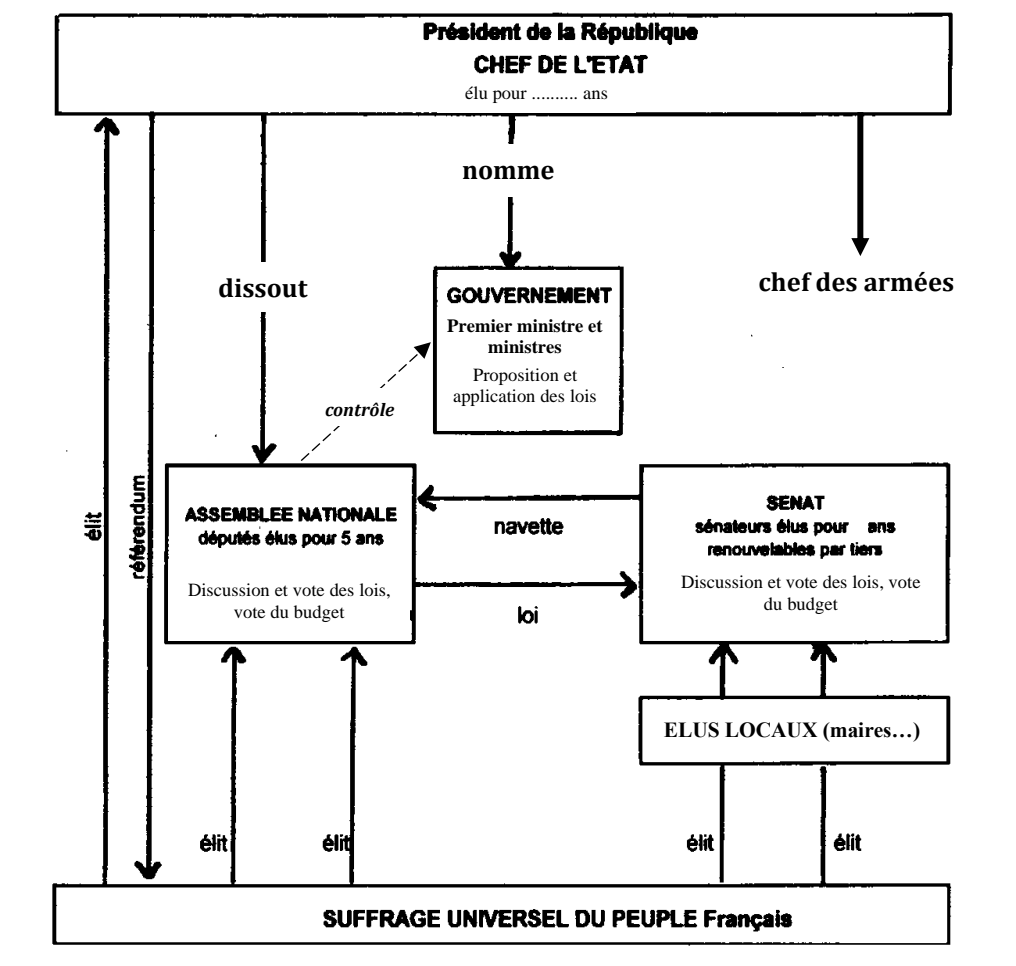 Président de la République
CHEF DE L'ETAT
élu pour .......... ans
nomme
dissout
chef des armées
GOUVERNEMENT
Premier ministre et
ministres
Proposition et
application des lois
contrôle
élit
référendum
ASSEMBLEE NATIONALE
députés élus pour 5 ans
Discussion et vote des lois,
vote du budget
navette
loi
SENAT
sénateurs élus pour ans
renouvelables par tiers
Discussion et vote des lois, vote
du budget
ELUS LOCAUX (maires…)
élit
élit
élit
élit
SUFFRAGE UNIVERSEL DU PEUPLE Français